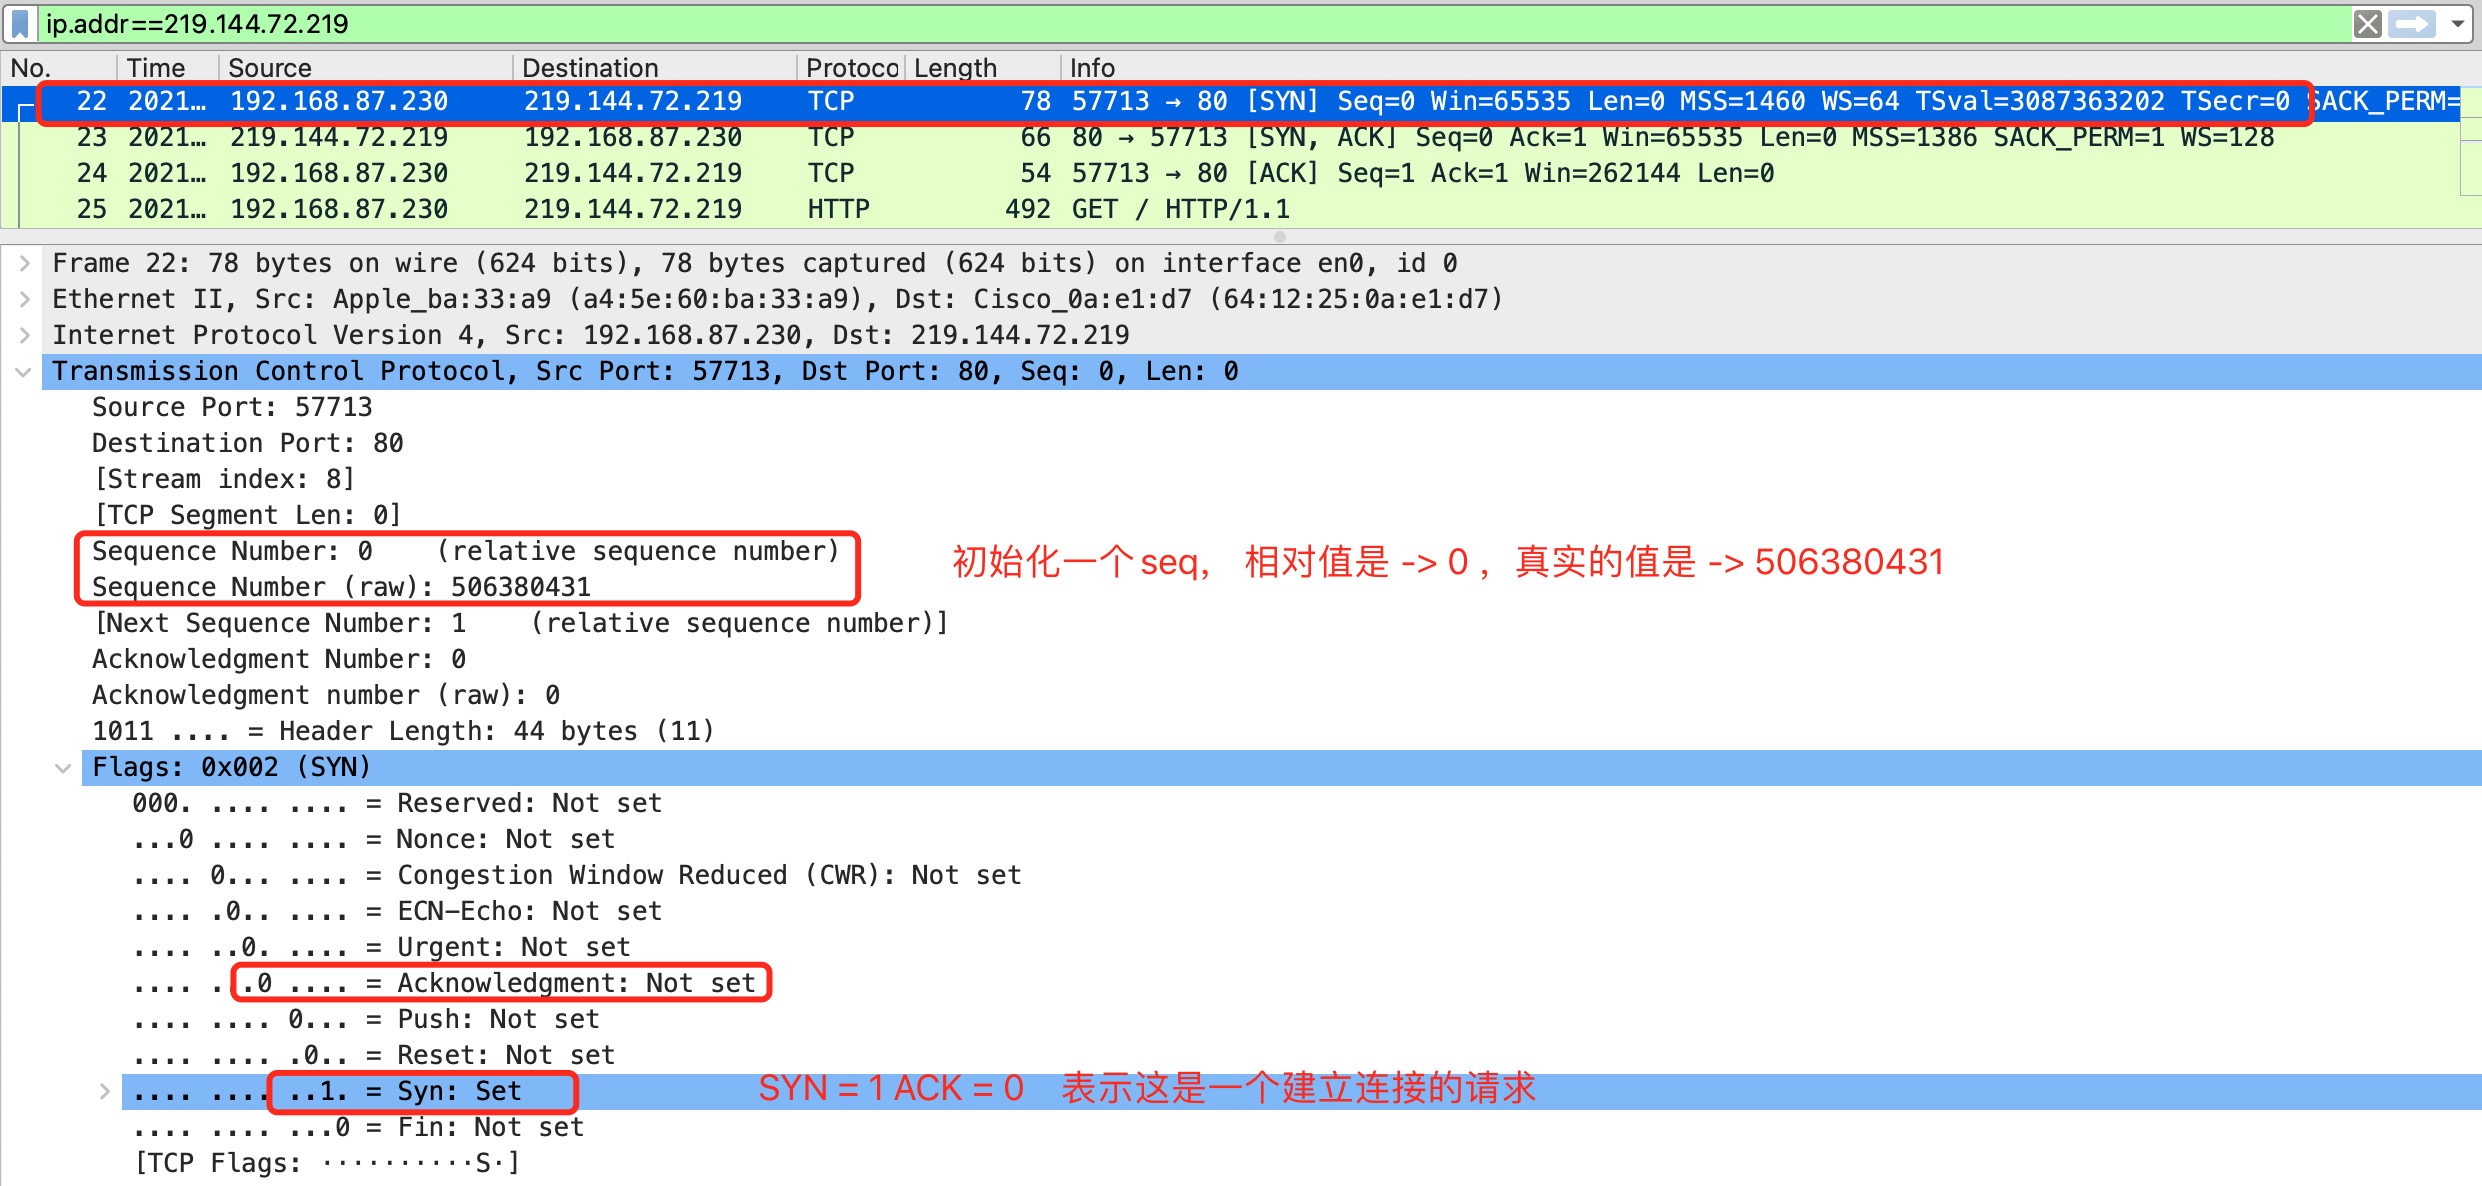 ip.addr==219.144.72.219
No. Time Source Destination Protoco Length Info
22 2021… 192.168.87.230 219.144.72.219 TCP 78 57713 → 80 [SYN] Seq=0 Win=65535 Len=0 MSS=1460 WS=64 TSval=3087363202 TSecr=0 SACK_PERM=
23 2021… 219.144.72.219 192.168.87.230 TCP 66 80 → 57713 [SYN, ACK] Seq=0 Ack=1 Win=65535 Len=0 MSS=1386 SACK_PERM=1 WS=128
24 2021… 192.168.87.230 219.144.72.219 TCP 54 57713 → 80 [ACK] Seq=1 Ack=1 Win=262144 Len=0
25 2021… 192.168.87.230 219.144.72.219 HTTP 492 GET / HTTP/1.1
Frame 22: 78 bytes on wire (624 bits), 78 bytes captured (624 bits) on interface en0, id 0
Ethernet II, Src: Apple_ba:33:a9 (a4:5e:60:ba:33:a9), Dst: Cisco_0a:e1:d7 (64:12:25:0a:e1:d7)
Internet Protocol Version 4, Src: 192.168.87.230, Dst: 219.144.72.219
Transmission Control Protocol, Src Port: 57713, Dst Port: 80, Seq: 0, Len: 0
Source Port: 57713
Destination Port: 80
[Stream index: 8]
[TCP Segment Len: 0]
Sequence Number: 0 (relative sequence number)
初始化一个 seq， 相对值是 -> 0 ，真实的值是 -> 506380431
Sequence Number (raw): 506380431
[Next Sequence Number: 1 (relative sequence number)]
Acknowledgment Number: 0
Acknowledgment number (raw): 0
1011 .... = Header Length: 44 bytes (11)
Flags: 0x002 (SYN)
000. .... .... = Reserved: Not set
...0 .... .... = Nonce: Not set
.... 0... .... = Congestion Window Reduced (CWR): Not set
.... .0.. .... = ECN-Echo: Not set
.... ..0. .... = Urgent: Not set
.... ...0 .... = Acknowledgment: Not set
.... .... 0... = Push: Not set
.... .... .0.. = Reset: Not set
.... .... ..1. = Syn: Set
SYN = 1 ACK = 0 表示这是一个建立连接的请求
.... .... ...0 = Fin: Not set
[TCP Flags: ··········S·]